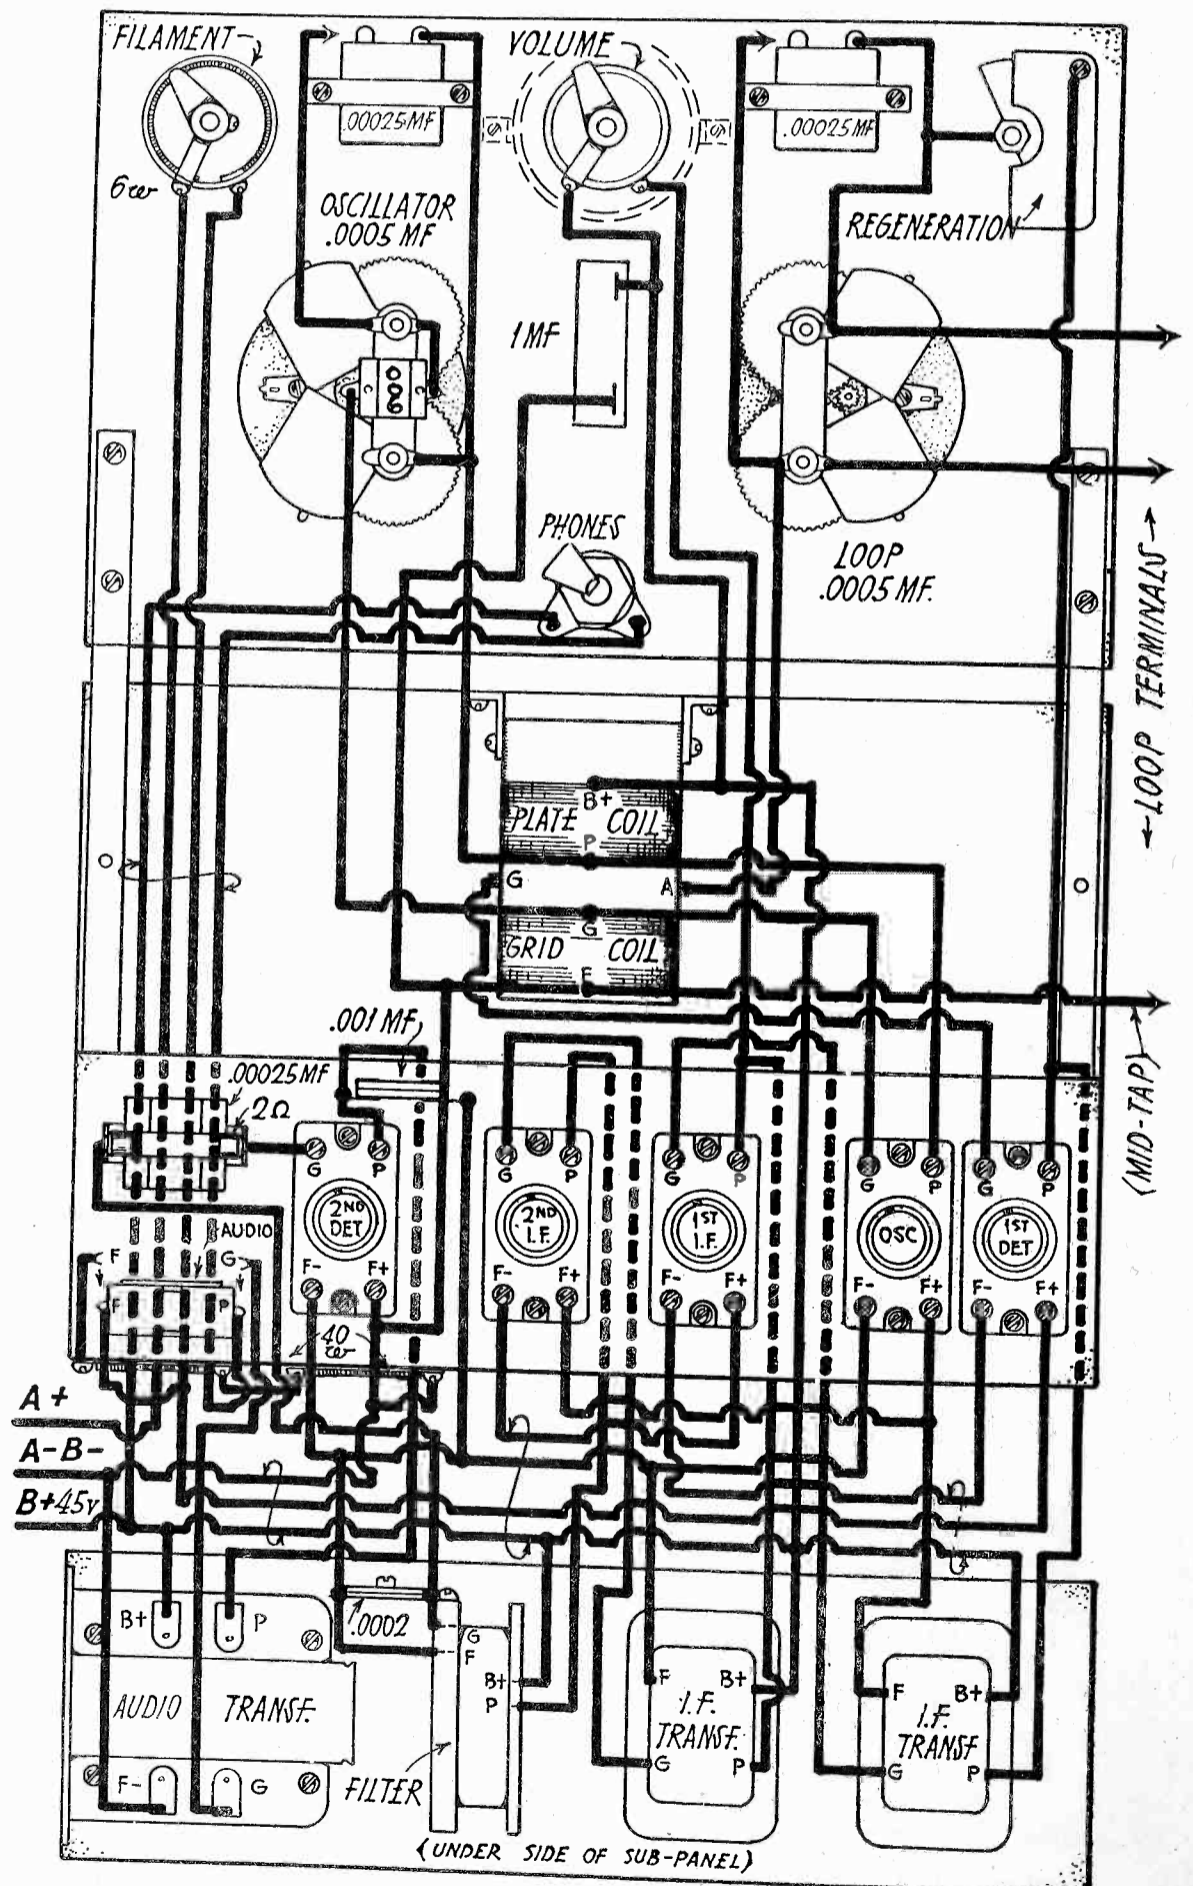 FILAMENT
VOLUME
.00025MF
.00025MF
6ω
OSCILLATOR
.0005 MF
REGENERATION
1MF
PHONES
LOOP
.0005 MF.
←LOOP TERMINALS→
B+
PLATE COIL
P
G
A
G
GRID COIL
F
.001 MF
(MID-TAP)
.00025MF
2Ω
G P
2ND
DET
F- F+
G P
2ND
I.F.
F- F+
G P
1ST
I.F.
F- F+
G P
OSC
F- F+
G P
1ST
DET
F- F+
AUDIO
F G
F P
40
ω
A+
A-B-
B+45v
B+ P
AUDIO TRANSF.
F- G
.0002
G
F
B+
P
FILTER
F B+
I.F.
TRANSF.
G P
F B+
I.F.
TRANSF
G P
(UNDER SIDE OF SUB-PANEL)